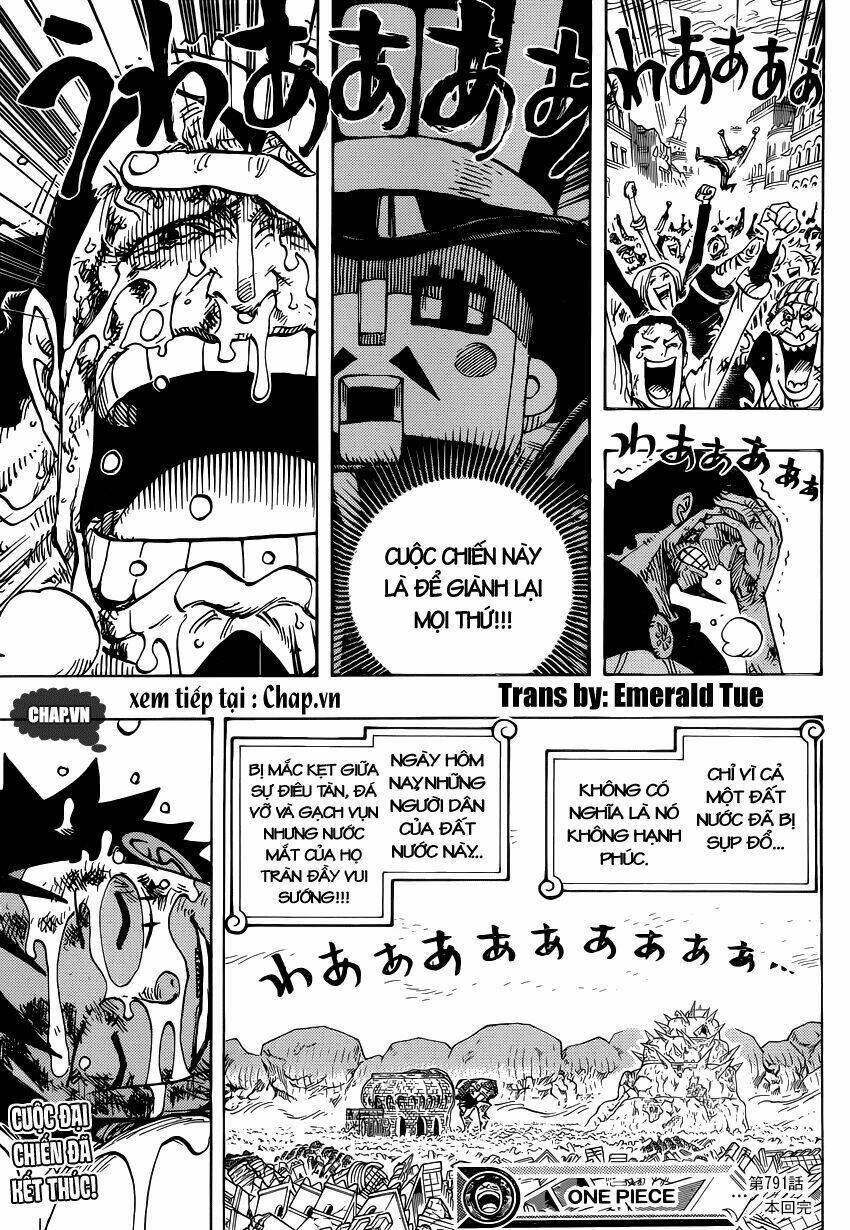 わああああ
うわああああ
わああああぁ
CUỘC CHIẾN NÀY
LÀ ĐỂ GIÀNH LẠI
MỌI THỨ!!!
xem tiếp tại : Chap.vn
Trans by: Emerald Tue
CHAP.VN
CHỈ VÌ CẢ
MỘT ĐẤT
NƯỚC ĐÃ BỊ
SỤP ĐỔ...
KHÔNG CÓ
NGHĨA LÀ NÓ
KHÔNG HẠNH
PHÚC.
NGÀY HÔM
NAY, NHỮNG
NGƯỜI DÂN
CỦA ĐẤT
NƯỚC NÀY...
BỊ MẮC KẸT GIỮA
SỰ ĐIÊU TÀN, ĐÁ
VỠ VÀ GẠCH VỤN
NHƯNG NƯỚC
MẮT CỦA HỌ
TRÀN ĐẦY VUI
SƯỚNG!!!
わあああああああぁ...
CUỘC ĐẠI
CHIẾN ĐÃ
KẾT THÚC!
ONE PIECE
第791話
本回完